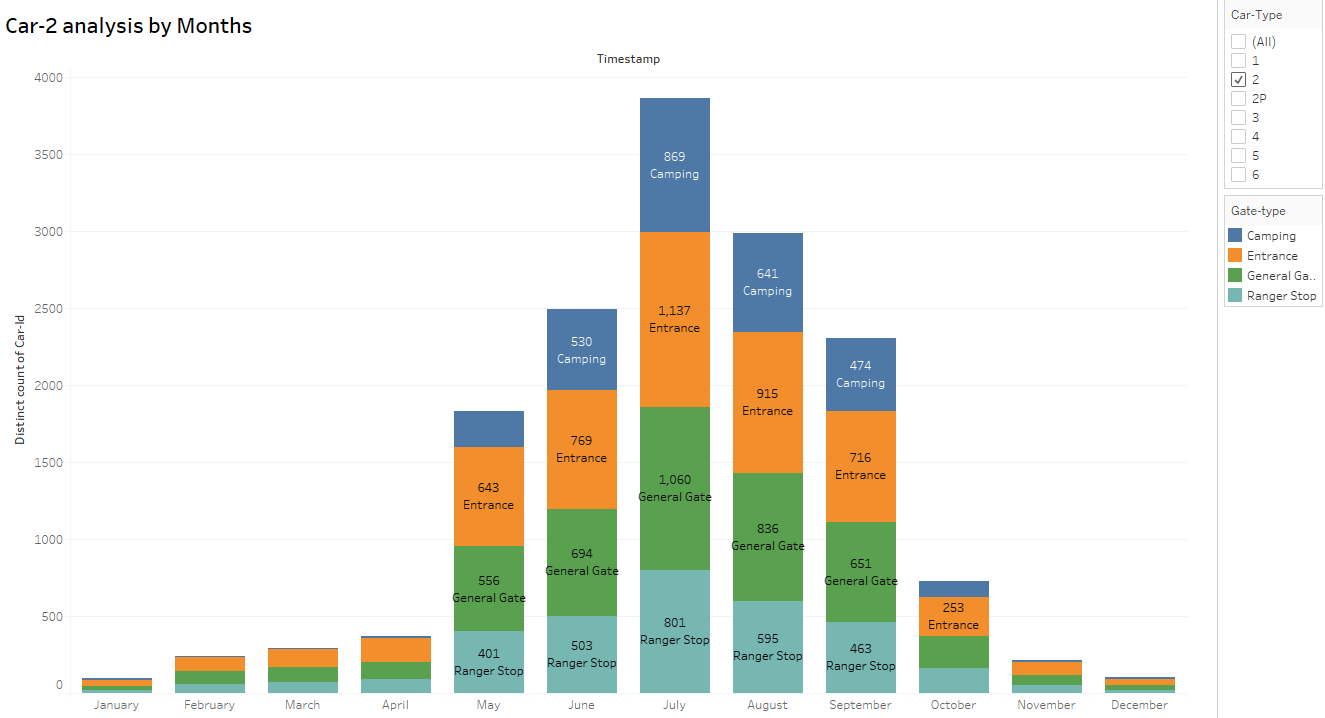 Car-2 analysis by Months
Timestamp
Distinct count of Car-Id
4000
3500
3000
2500
2000
1500
1000
500
0
869
Camping
1,137
Entrance
1,060
General Gate
801
Ranger Stop
641
Camping
915
Entrance
836
General Gate
595
Ranger Stop
530
Camping
769
Entrance
694
General Gate
503
Ranger Stop
474
Camping
716
Entrance
651
General Gate
463
Ranger Stop
643
Entrance
556
General Gate
401
Ranger Stop
253
Entrance
January
February
March
April
May
June
July
August
September
October
November
December
Car-Type
(All)
1
2
2P
3
4
5
6
Gate-type
Camping
Entrance
General Ga..
Ranger Stop